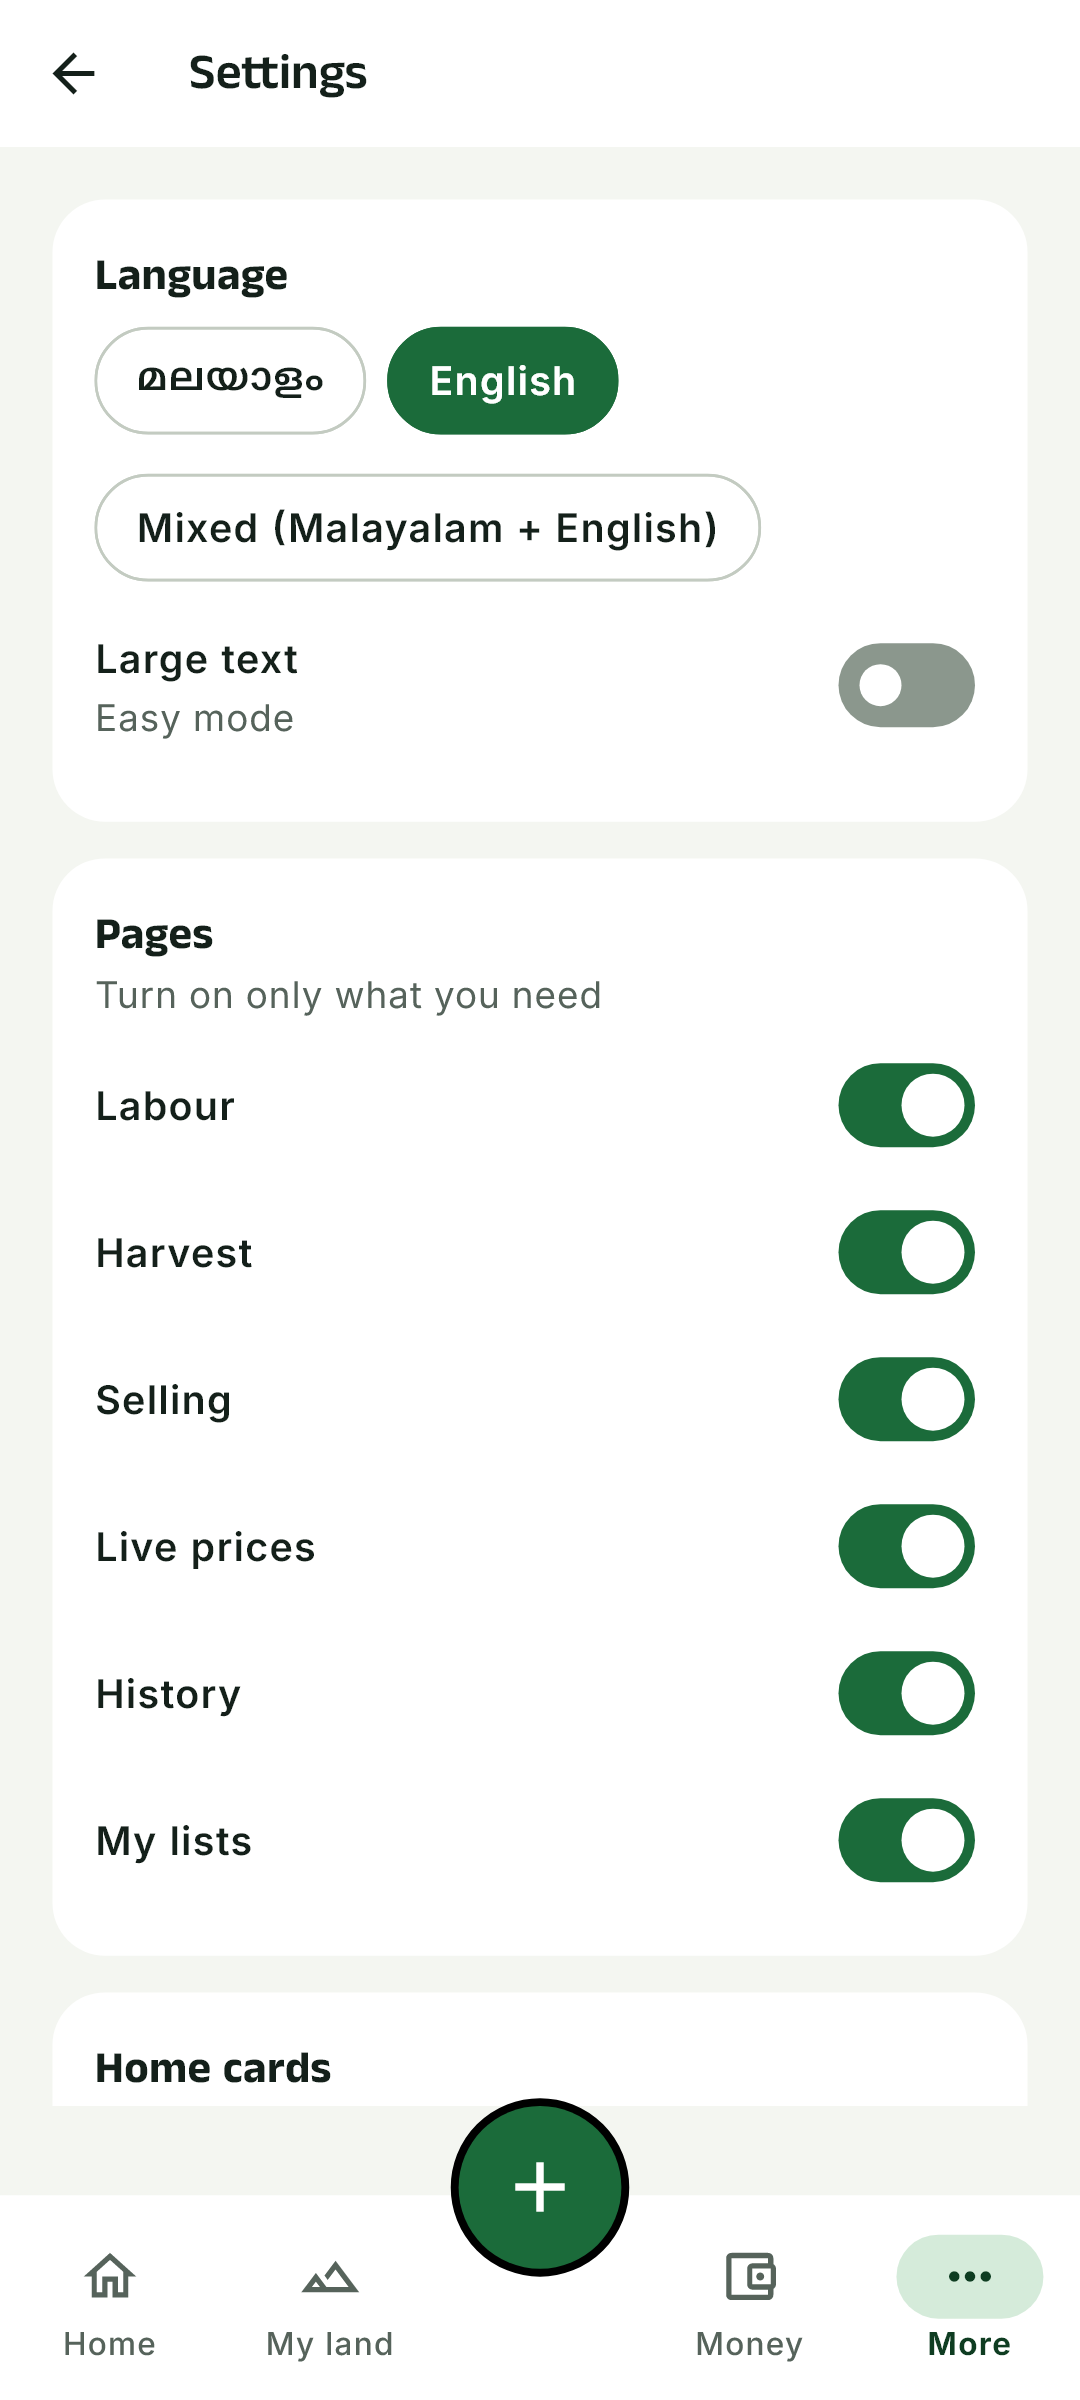 Settings
Language
മലയാളം
English
Mixed (Malayalam + English)
Large text
Easy mode
Pages
Turn on only what you need
Labour
Harvest
Selling
Live prices
History
My lists
Home cards
Home
My land
Money
More